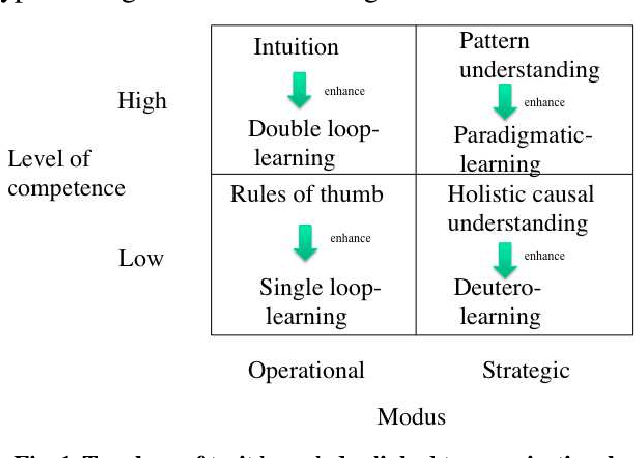 Intuition
enhance
Double loop-
learning
Pattern
understanding
enhance
Paradigmatic-
learning
High
Level of
competence
Rules of thumb
enhance
Single loop-
learning
Holistic causal
understanding
enhance
Deutero-
learning
Low
Operational
Strategic
Modus